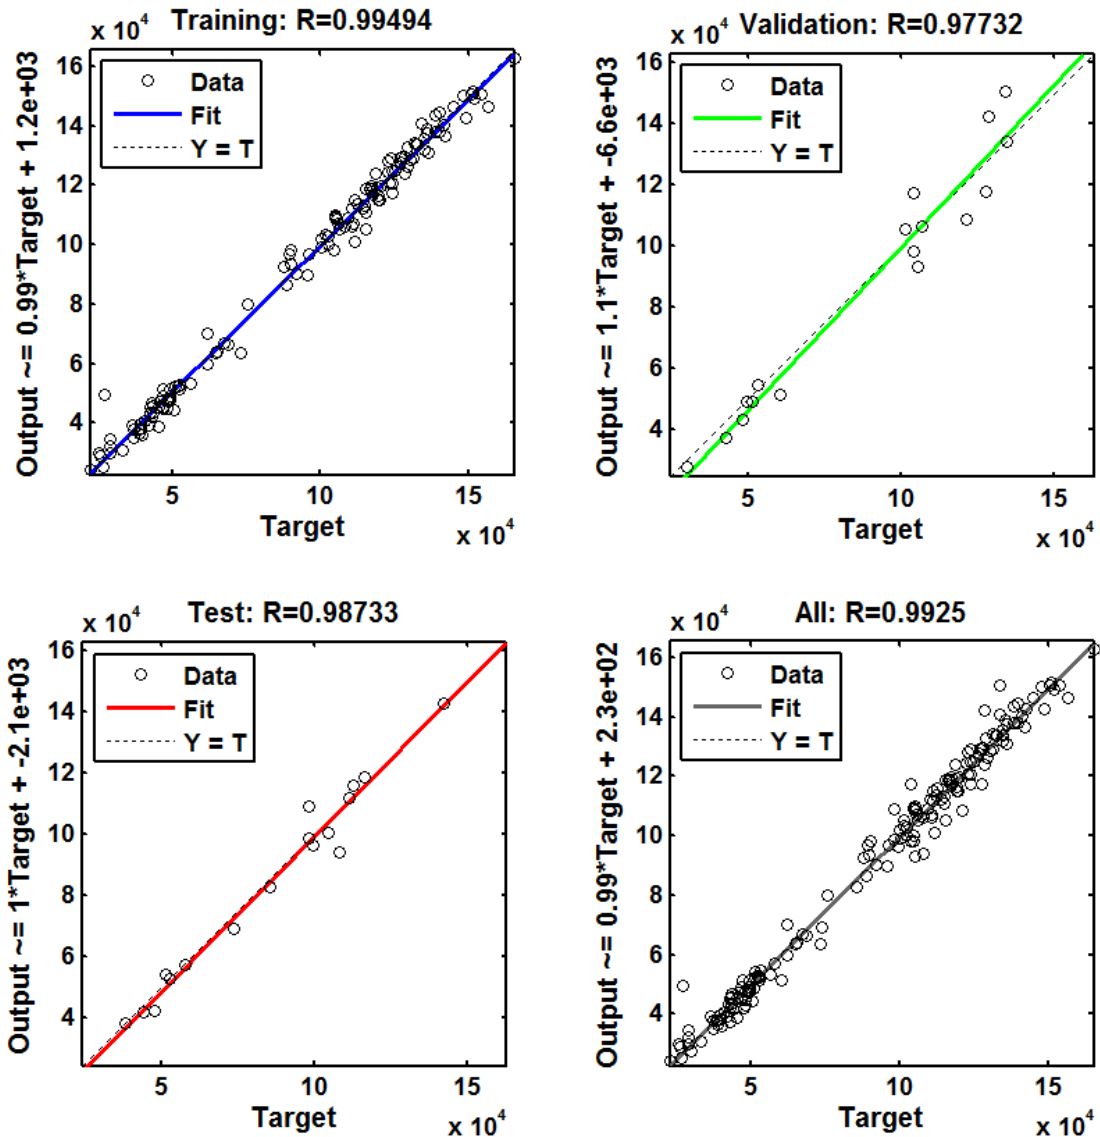 Training: R=0.99494
x 10^4
Output ~= 0.99*Target + 1.2e+03
16
14
12
10
8
6
4
Data
Fit
Y = T
5
10
15
Target
x 10^4
Validation: R=0.97732
x 10^4
Output ~= 1.1*Target + -6.6e+03
16
14
12
10
8
6
4
Data
Fit
Y = T
5
10
15
Target
x 10^4
Test: R=0.98733
x 10^4
Output ~= 1*Target + -2.1e+03
16
14
12
10
8
6
4
Data
Fit
Y = T
5
10
15
Target
x 10^4
All: R=0.9925
x 10^4
Output ~= 0.99*Target + 2.3e+02
16
14
12
10
8
6
4
Data
Fit
Y = T
5
10
15
Target
x 10^4